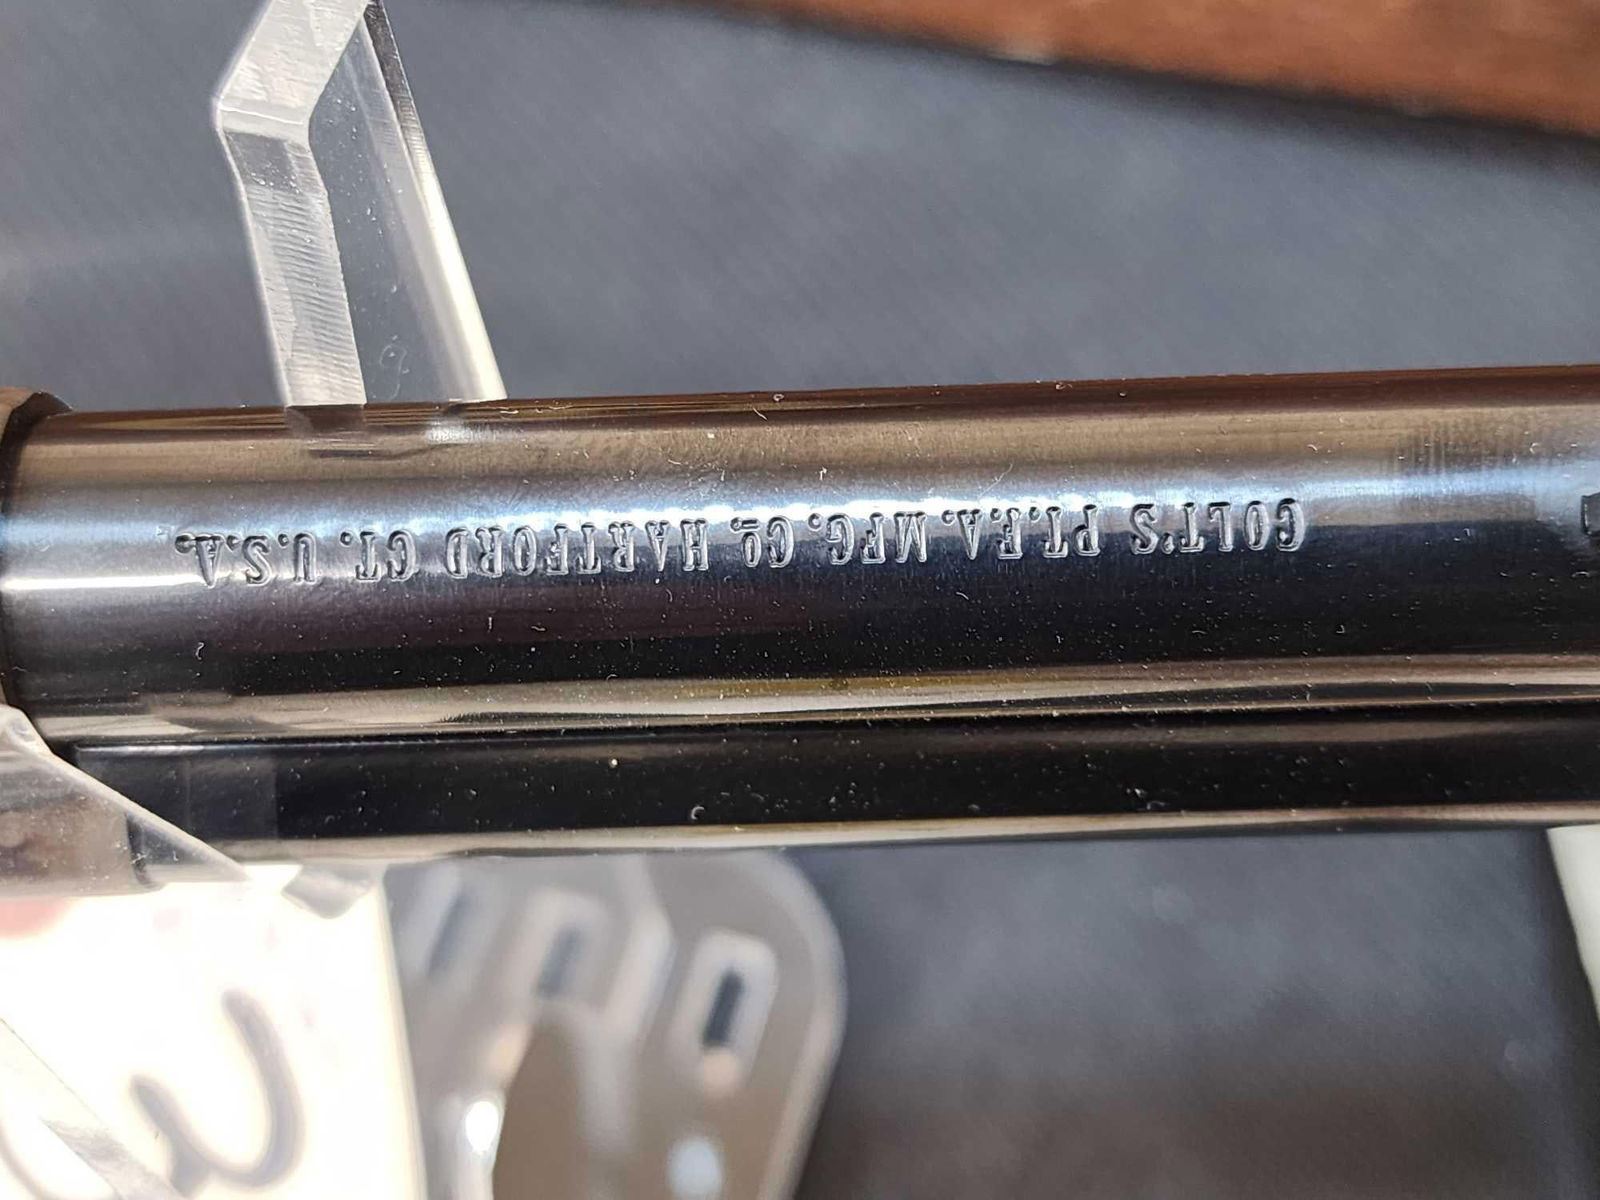 COLT'S PT.F.A. MFG. Co. HARTFORD CT. U.S.A.